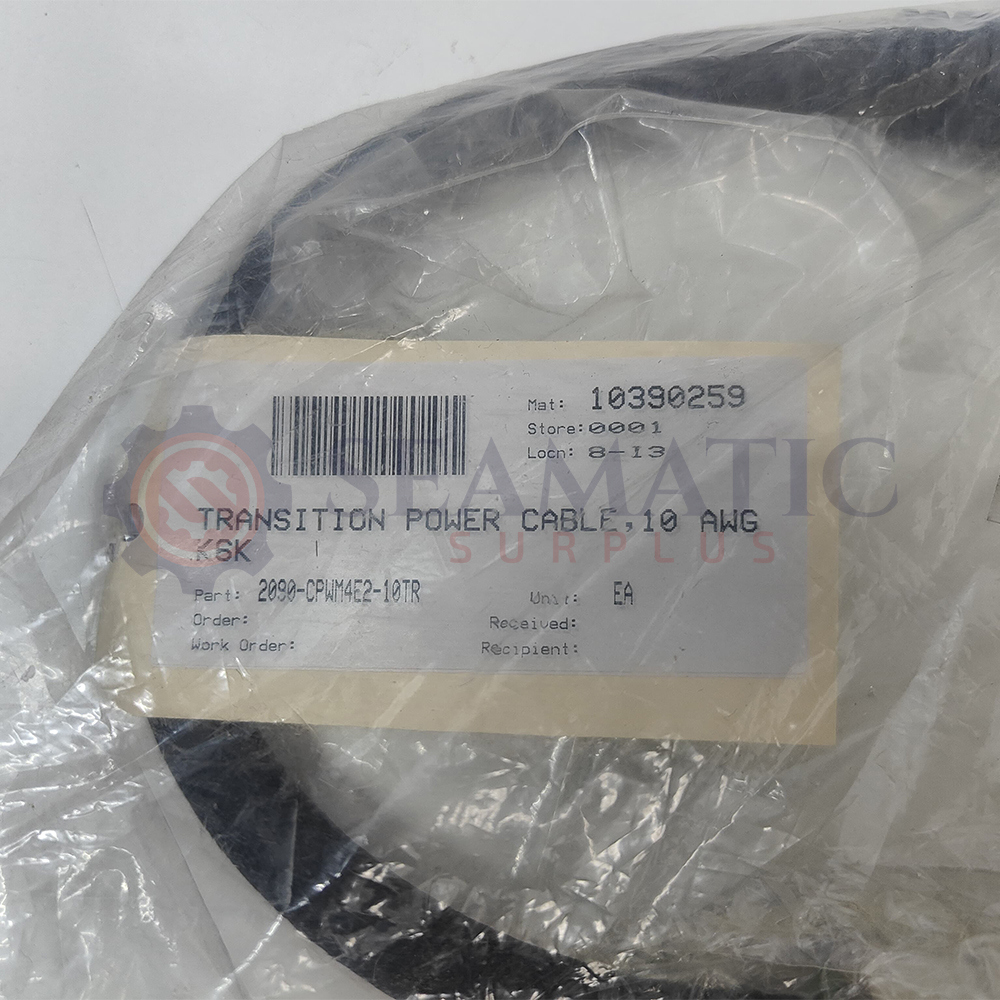 Mat: 10390259
Store:0001
Locn: 8-13
SEAMATIC
SURPLUS
TRANSITION POWER CABLE,10 AWG
K6K
Part: 2090-CPWM4E2-10TR
Unit: EA
Order:
Received:
Work Order:
Recipient: